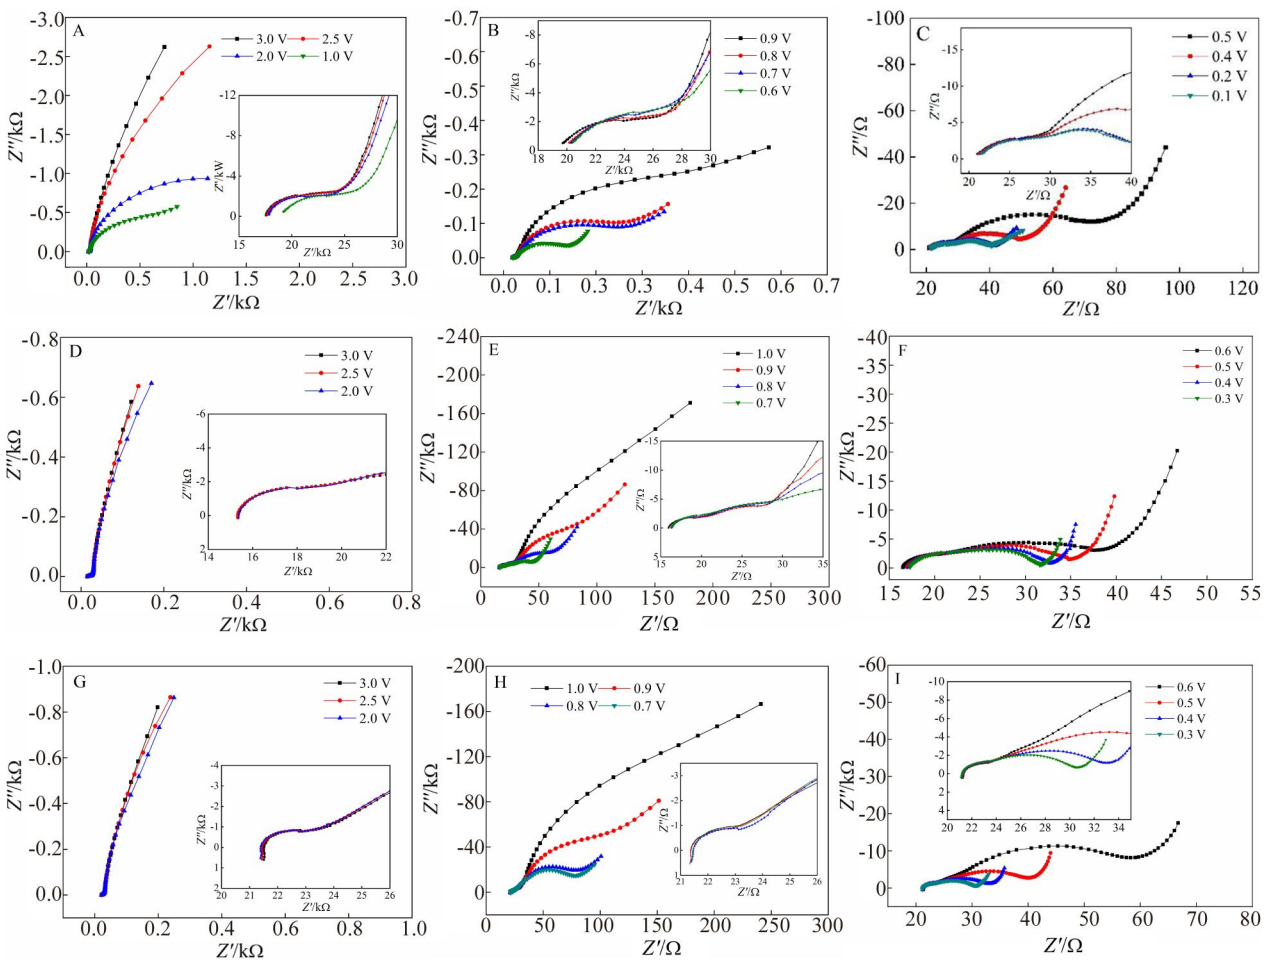 A
-3.0
-2.5
-2.0
-1.5
-1.0
-0.5
0.0
Z''/kΩ
3.0 V 2.5 V
2.0 V 1.0 V
-12
-8
-4
0
Z''/kW
15 20 25 30
Z'/kΩ
0.0 0.5 1.0 1.5 2.0 2.5 3.0
Z'/kΩ
B
-0.7
-0.6
-0.5
-0.4
-0.3
-0.2
-0.1
0.0
Z''/kΩ
0.9 V
0.8 V
0.7 V
0.6 V
-8
-6
-4
-2
0
Z''/kΩ
18 20 22 24 26 28 30
Z'/kΩ
0.0 0.1 0.2 0.3 0.4 0.5 0.6 0.7
Z'/kΩ
C
-100
-80
-60
-40
-20
0
Z''/Ω
0.5 V
0.4 V
0.2 V
0.1 V
-15
-10
-5
0
Z''/Ω
20 25 30 35 40
Z'/Ω
20 40 60 80 100 120
Z'/Ω
D
-0.8
-0.6
-0.4
-0.2
0.0
Z''/kΩ
3.0 V
2.5 V
2.0 V
-6
-4
-2
0
2
Z''/kΩ
14 16 18 20 22
Z'/kΩ
0.0 0.2 0.4 0.6 0.8
Z'/kΩ
E
-240
-200
-160
-120
-80
-40
0
Z''/kΩ
1.0 V
0.9 V
0.8 V
0.7 V
-15
-10
-5
0
5
Z''/Ω
15 20 25 30 35
Z'/Ω
0 50 100 150 200 250 300
Z'/Ω
F
-40
-35
-30
-25
-20
-15
-10
-5
0
Z''/kΩ
0.6 V
0.5 V
0.4 V
0.3 V
15 20 25 30 35 40 45 50 55
Z'/Ω
G
-1.0
-0.8
-0.6
-0.4
-0.2
0.0
Z''/kΩ
3.0 V
2.5 V
2.0 V
-4
-3
-2
-1
0
1
2
Z''/kΩ
20 21 22 23 24 25 26
Z'/kΩ
0.0 0.2 0.4 0.6 0.8 1.0
Z'/kΩ
H
-200
-160
-120
-80
-40
0
Z''/kΩ
1.0 V 0.9 V
0.8 V 0.7 V
-3
-2
-1
0
1
Z''/Ω
21 22 23 24 25 26
Z'/Ω
0 50 100 150 200 250 300
Z'/Ω
I
-60
-50
-40
-30
-20
-10
0
Z''/kΩ
0.6 V
0.5 V
0.4 V
0.3 V
-10
-8
-6
-4
-2
0
2
4
Z''/Ω
20 22 24 26 28 30 32 34
Z'/Ω
20 30 40 50 60 70 80
Z'/Ω